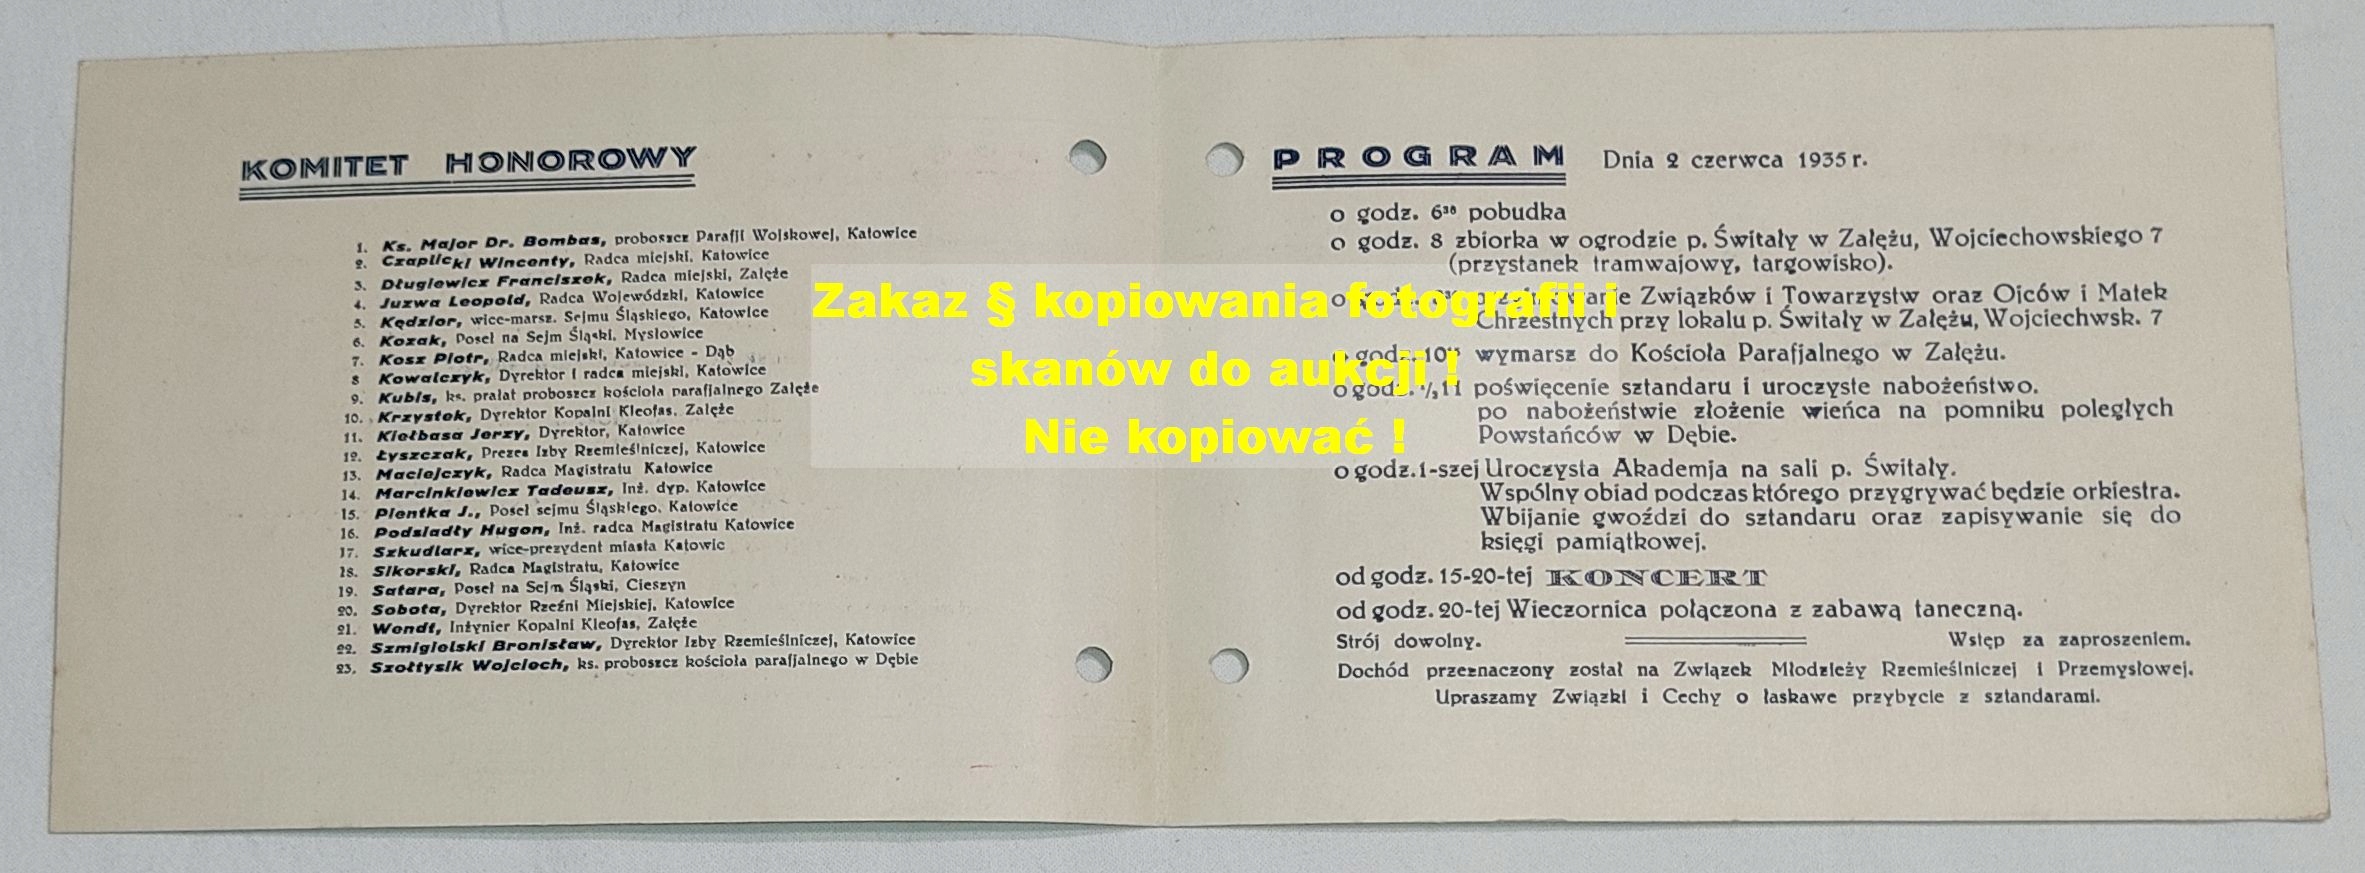 KOMITET HONOROWY
1. Ks. Major Dr. Bombas, proboszcz Parafji Wojskowej, Katowice
2. Czaplicki Wincenty, Radca miejski, Katowice
3. Długiewicz Franciszek, Radca miejski, Załęże
4. Juzwa Leopold, Radca Wojewódzki, Katowice
5. Kędzior, wice-marsz. Sejmu Śląskiego, Katowice
6. Kozak, Poseł na Sejm Śląski, Mysłowice
7. Kosz Piotr, Radca miejski, Katowice - Dąb
8 Kowalczyk, Dyrektor i radca miejski, Katowice
9. Kubis, ks. prałat proboszcz kościoła parafjalnego Załęże
10. Krzystek, Dyrektor Kopalni Kleofas, Załęże
11. Kiełbasa Jerzy, Dyrektor, Katowice
12. Łyszczak, Prezes Izby Rzemieślniczej, Katowice
13. Maciejczyk, Radca Magistratu Katowice
14. Marcinkiewicz Tadeusz, Inż. dyp. Katowice
15. Pientka J., Poseł sejmu Śląskiego, Katowice
16. Podsiadły Hugon, Inż. radca Magistratu Katowice
17. Szkudlarz, wice-prezydent miasta Katowic
18. Sikorski, Radca Magistratu, Katowice
19. Satara, Poseł na Sejm Śląski, Cieszyn
20. Sobota, Dyrektor Rzeźni Miejskiej, Katowice
21. Wendt, Inżynier Kopalni Kleofas, Załęże
22. Szmigielski Bronisław, Dyrektor Izby Rzemieślniczej, Katowice
23. Szołtysik Wojciech, ks. proboszcz kościoła parafjalnego w Dębie
PROGRAM Dnia 2 czerwca 1935 r.
o godz. 6³⁰ pobudka
o godz. 8 zbiorka w ogrodzie p. Świtały w Załężu, Wojciechowskiego 7
(przystanek tramwajowy, targowisko).
o godz. Związków i Towarzystw oraz Ojców i Matek
Chrzestnych przy lokalu p. Świtały w Załężu, Wojciechwsk. 7
o godz. 10¹⁵ wymarsz do Kościoła Parafjalnego w Załężu.
o godz. ¹/₂11 poświęcenie sztandaru i uroczyste nabożeństwo.
po nabożeństwie złożenie wieńca na pomniku poległych
Powstańców w Dębie.
o godz. 1-szej Uroczysta Akademja na sali p. Świtały.
Wspólny obiad podczas którego przygrywać będzie orkiestra.
Wbijanie gwoździ do sztandaru oraz zapisywanie się do
księgi pamiątkowej.
od godz. 15-20-tej KONCERT
od godz. 20-tej Wieczornica połączona z zabawą taneczną.
Strój dowolny. Wstęp za zaproszeniem.
Dochód przeznaczony został na Związek Młodzieży Rzemieślniczej i Przemysłowej.
Upraszamy Związki i Cechy o łaskawe przybycie z sztandarami.
Zakaz § kopiowania fotografii i
skanów do aukcji !
Nie kopiować !